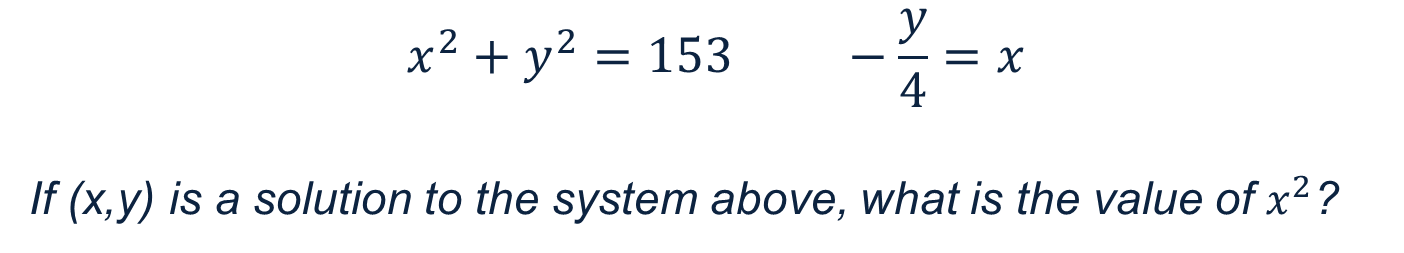 x² + y² = 153 −y/4 = x
If (x,y) is a solution to the system above, what is the value of x²?